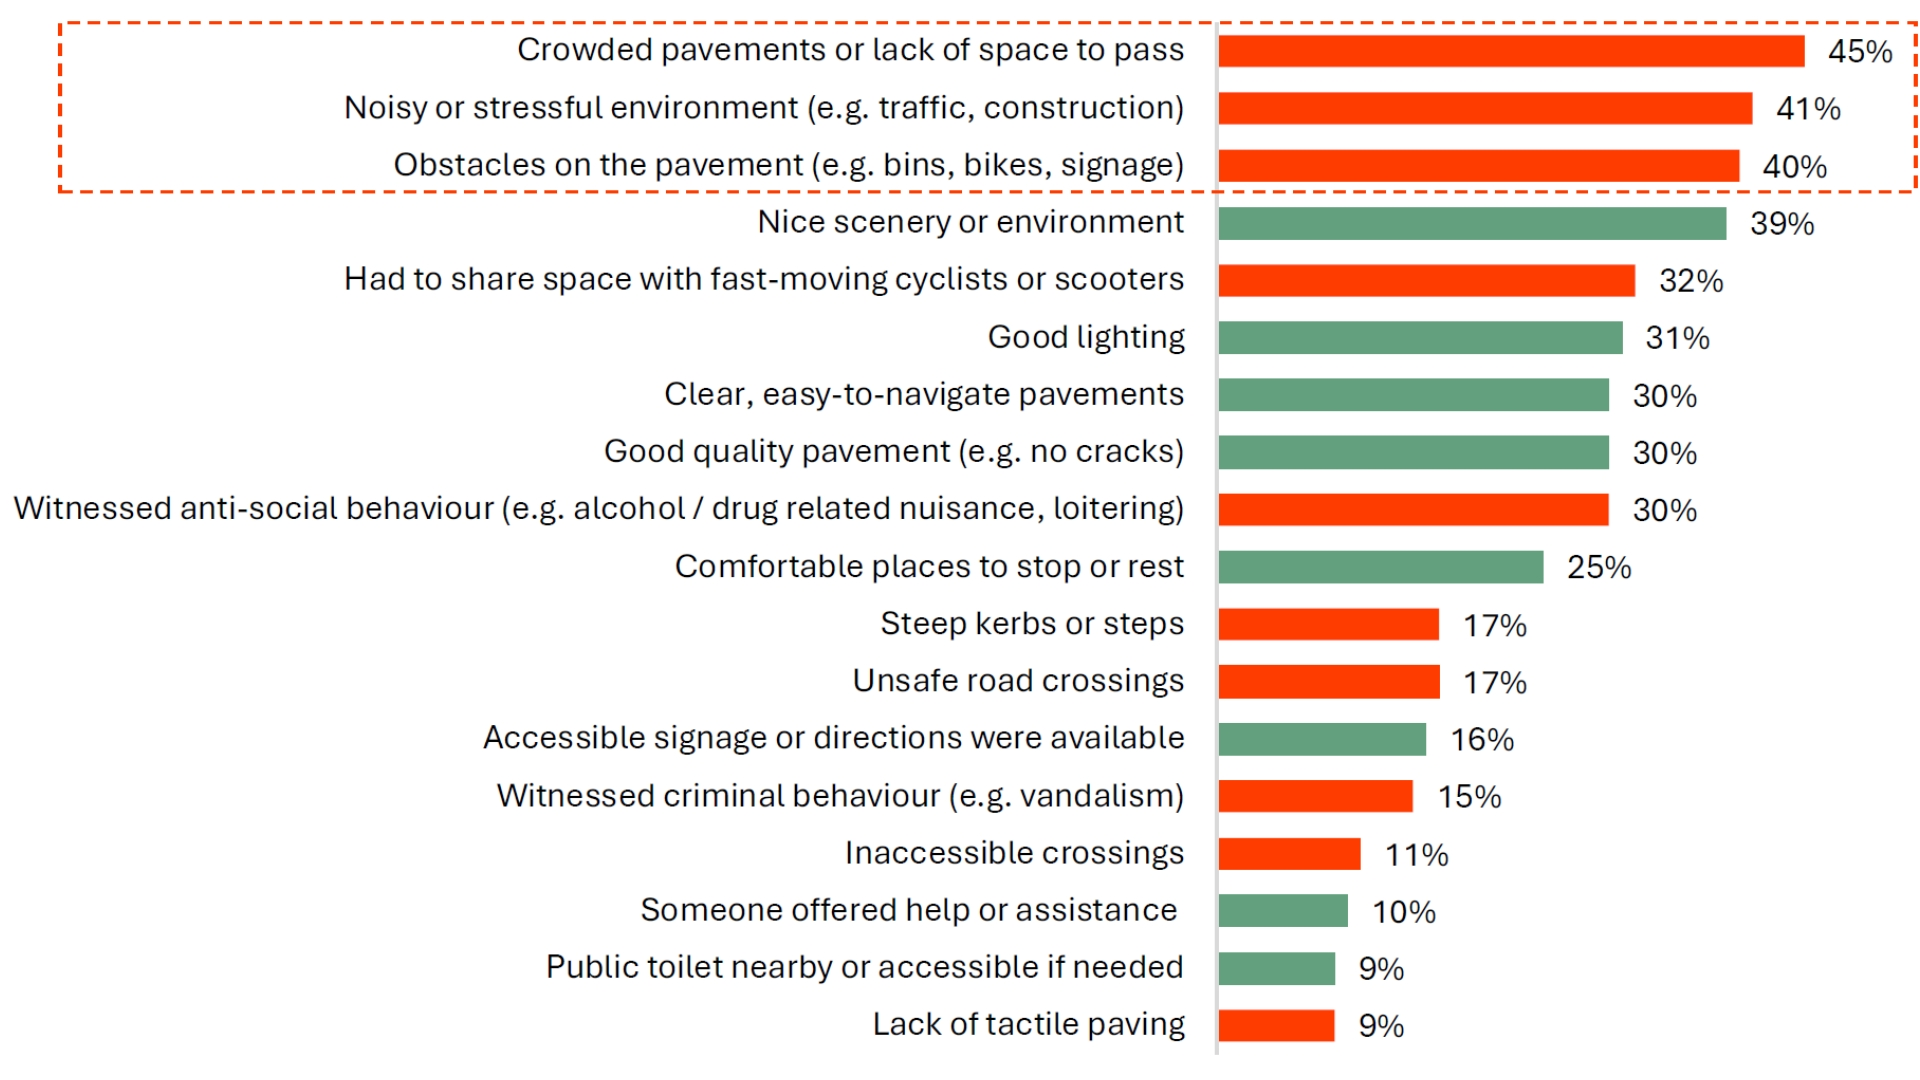 Crowded pavements or lack of space to pass 45%
Noisy or stressful environment (e.g. traffic, construction) 41%
Obstacles on the pavement (e.g. bins, bikes, signage) 40%
Nice scenery or environment 39%
Had to share space with fast-moving cyclists or scooters 32%
Good lighting 31%
Clear, easy-to-navigate pavements 30%
Good quality pavement (e.g. no cracks) 30%
Witnessed anti-social behaviour (e.g. alcohol / drug related nuisance, loitering) 30%
Comfortable places to stop or rest 25%
Steep kerbs or steps 17%
Unsafe road crossings 17%
Accessible signage or directions were available 16%
Witnessed criminal behaviour (e.g. vandalism) 15%
Inaccessible crossings 11%
Someone offered help or assistance 10%
Public toilet nearby or accessible if needed 9%
Lack of tactile paving 9%